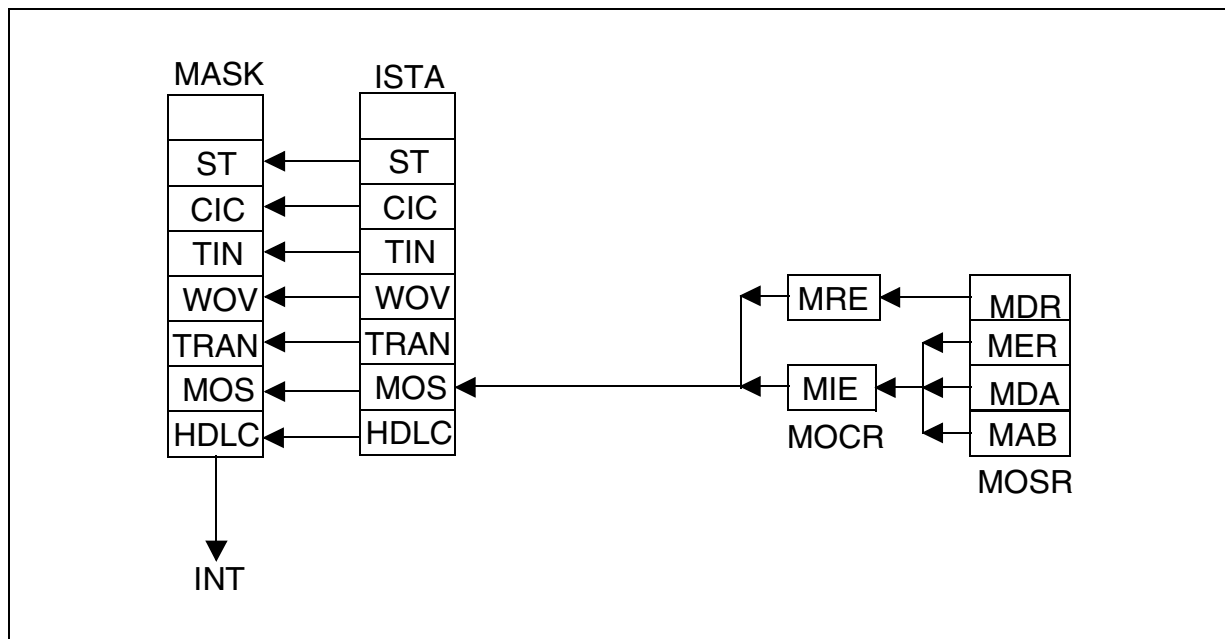 MASK ISTA
ST ST
CIC CIC
TIN TIN
WOV WOV MRE MDR
TRAN TRAN MER
MOS MOS MIE MDA
HDLC HDLC MOCR MAB
MOSR
INT